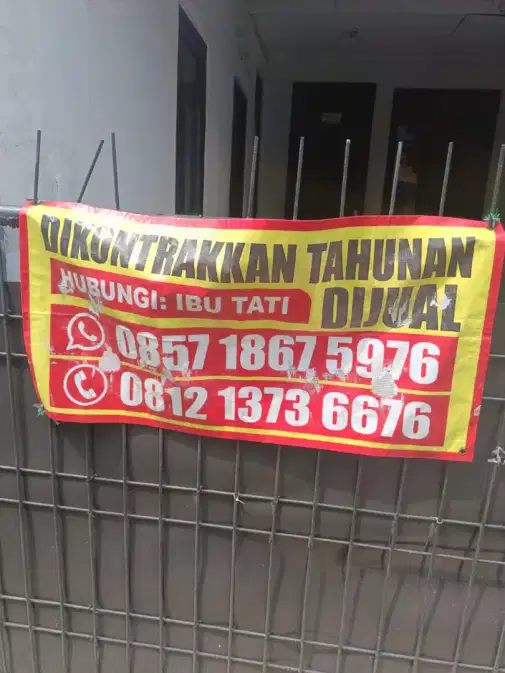 DIKONTRAKKAN TAHUNAN
HUBUNGI: IBU TATI
DIJUAL
0857 1867 5976
0812 1373 6676